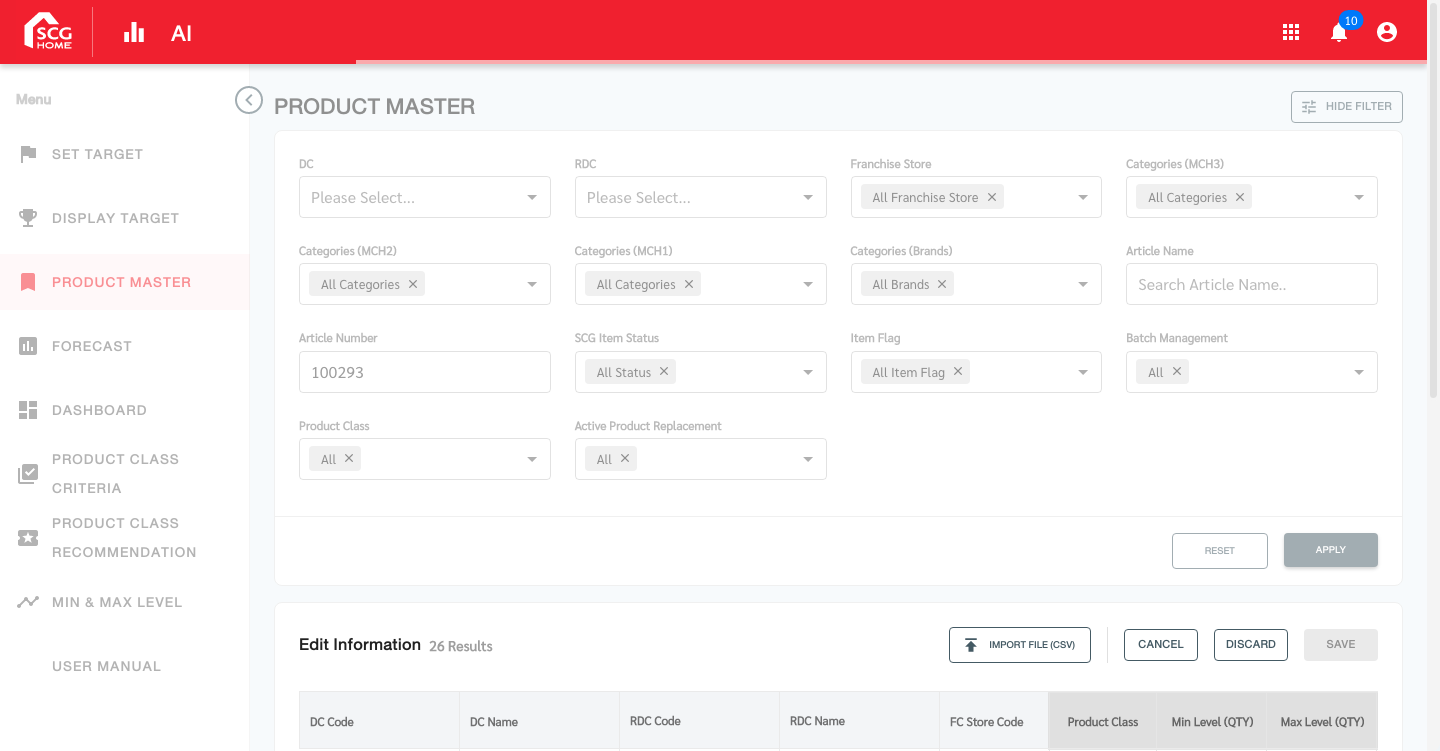 SCG
HOME
AI
10
Menu
PRODUCT MASTER
HIDE FILTER
SET TARGET
DISPLAY TARGET
PRODUCT MASTER
FORECAST
DASHBOARD
PRODUCT CLASS
CRITERIA
PRODUCT CLASS
RECOMMENDATION
MIN & MAX LEVEL
USER MANUAL
DC
RDC
Franchise Store
Categories (MCH3)
Please Select...
Please Select...
All Franchise Store
All Categories
Categories (MCH2)
Categories (MCH1)
Categories (Brands)
Article Name
All Categories
All Categories
All Brands
Search Article Name..
Article Number
SCG Item Status
Item Flag
Batch Management
100293
All Status
All Item Flag
All
Product Class
Active Product Replacement
All
All
RESET
APPLY
Edit Information 26 Results
IMPORT FILE (CSV)
CANCEL
DISCARD
SAVE
DC Code
DC Name
RDC Code
RDC Name
FC Store Code
Product Class
Min Level (QTY)
Max Level (QTY)